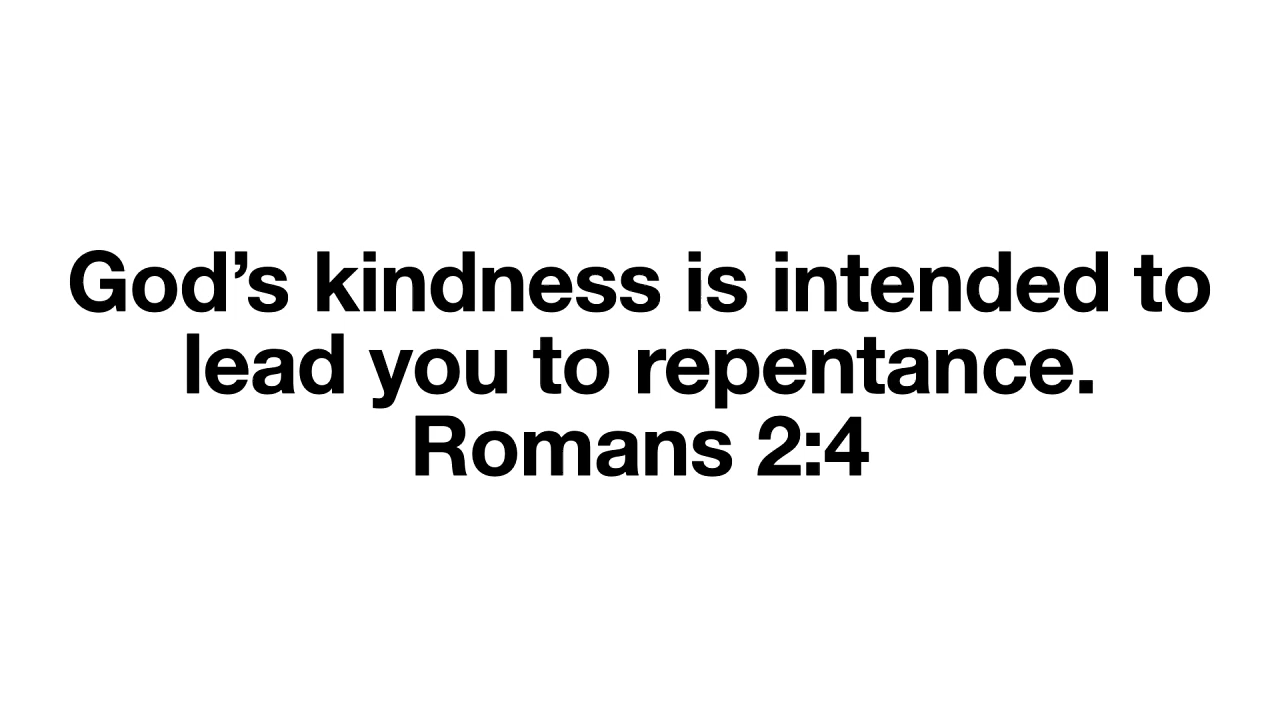 God’s kindness is intended to
lead you to repentance.
Romans 2:4